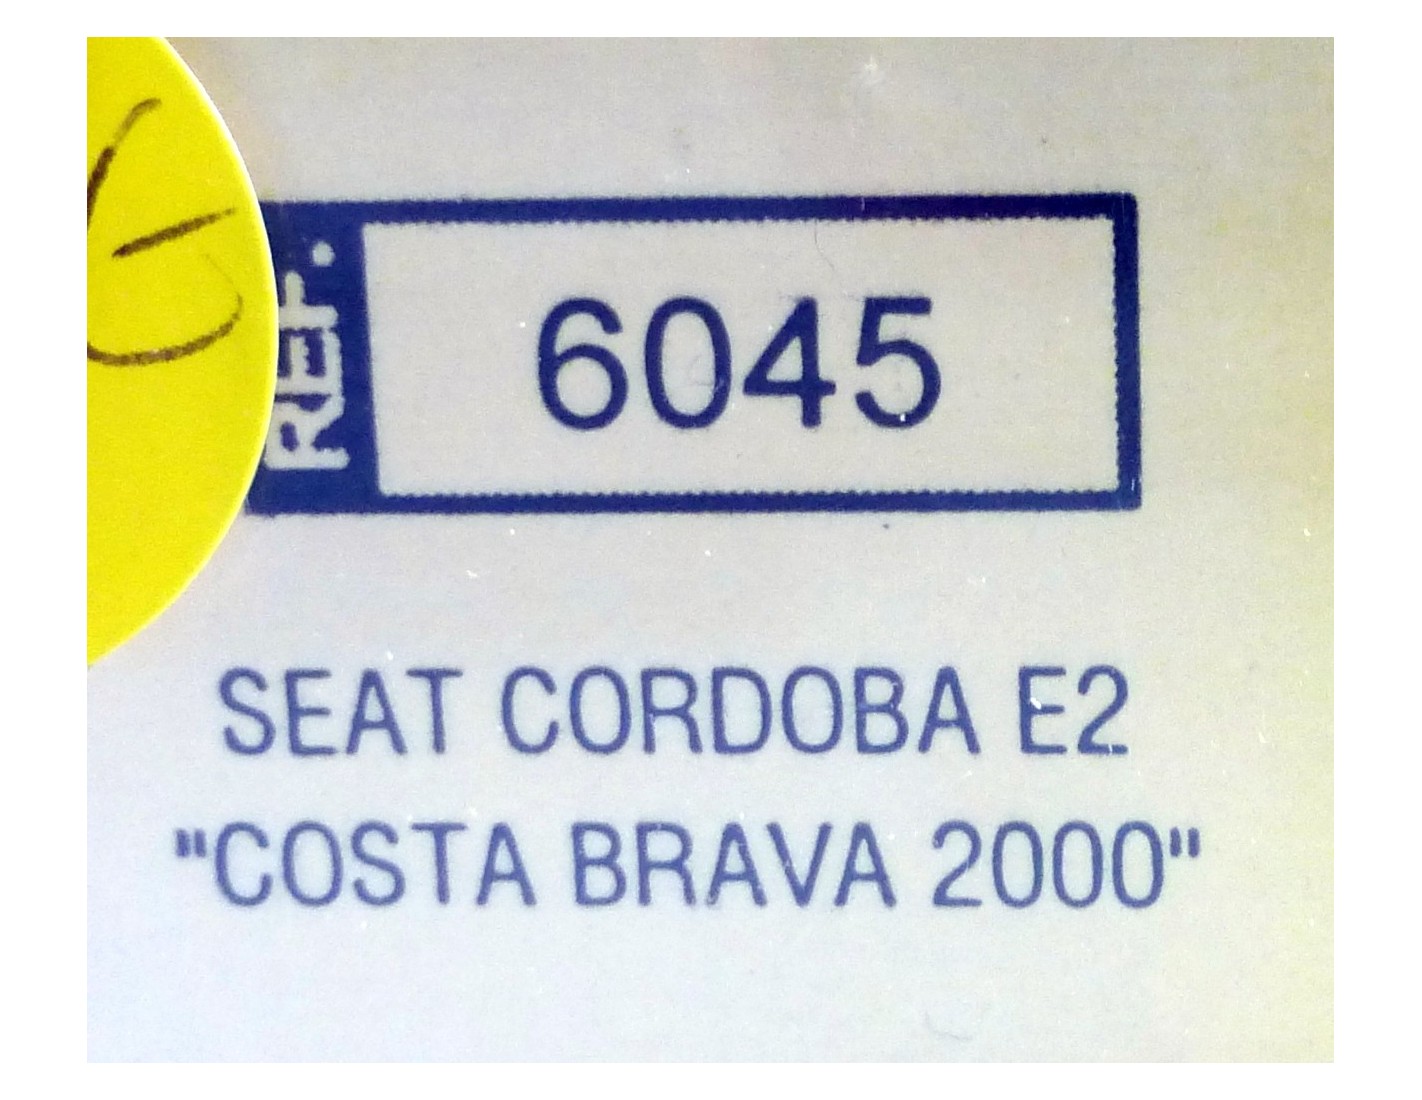 REF. 6045
SEAT CORDOBA E2
"COSTA BRAVA 2000"